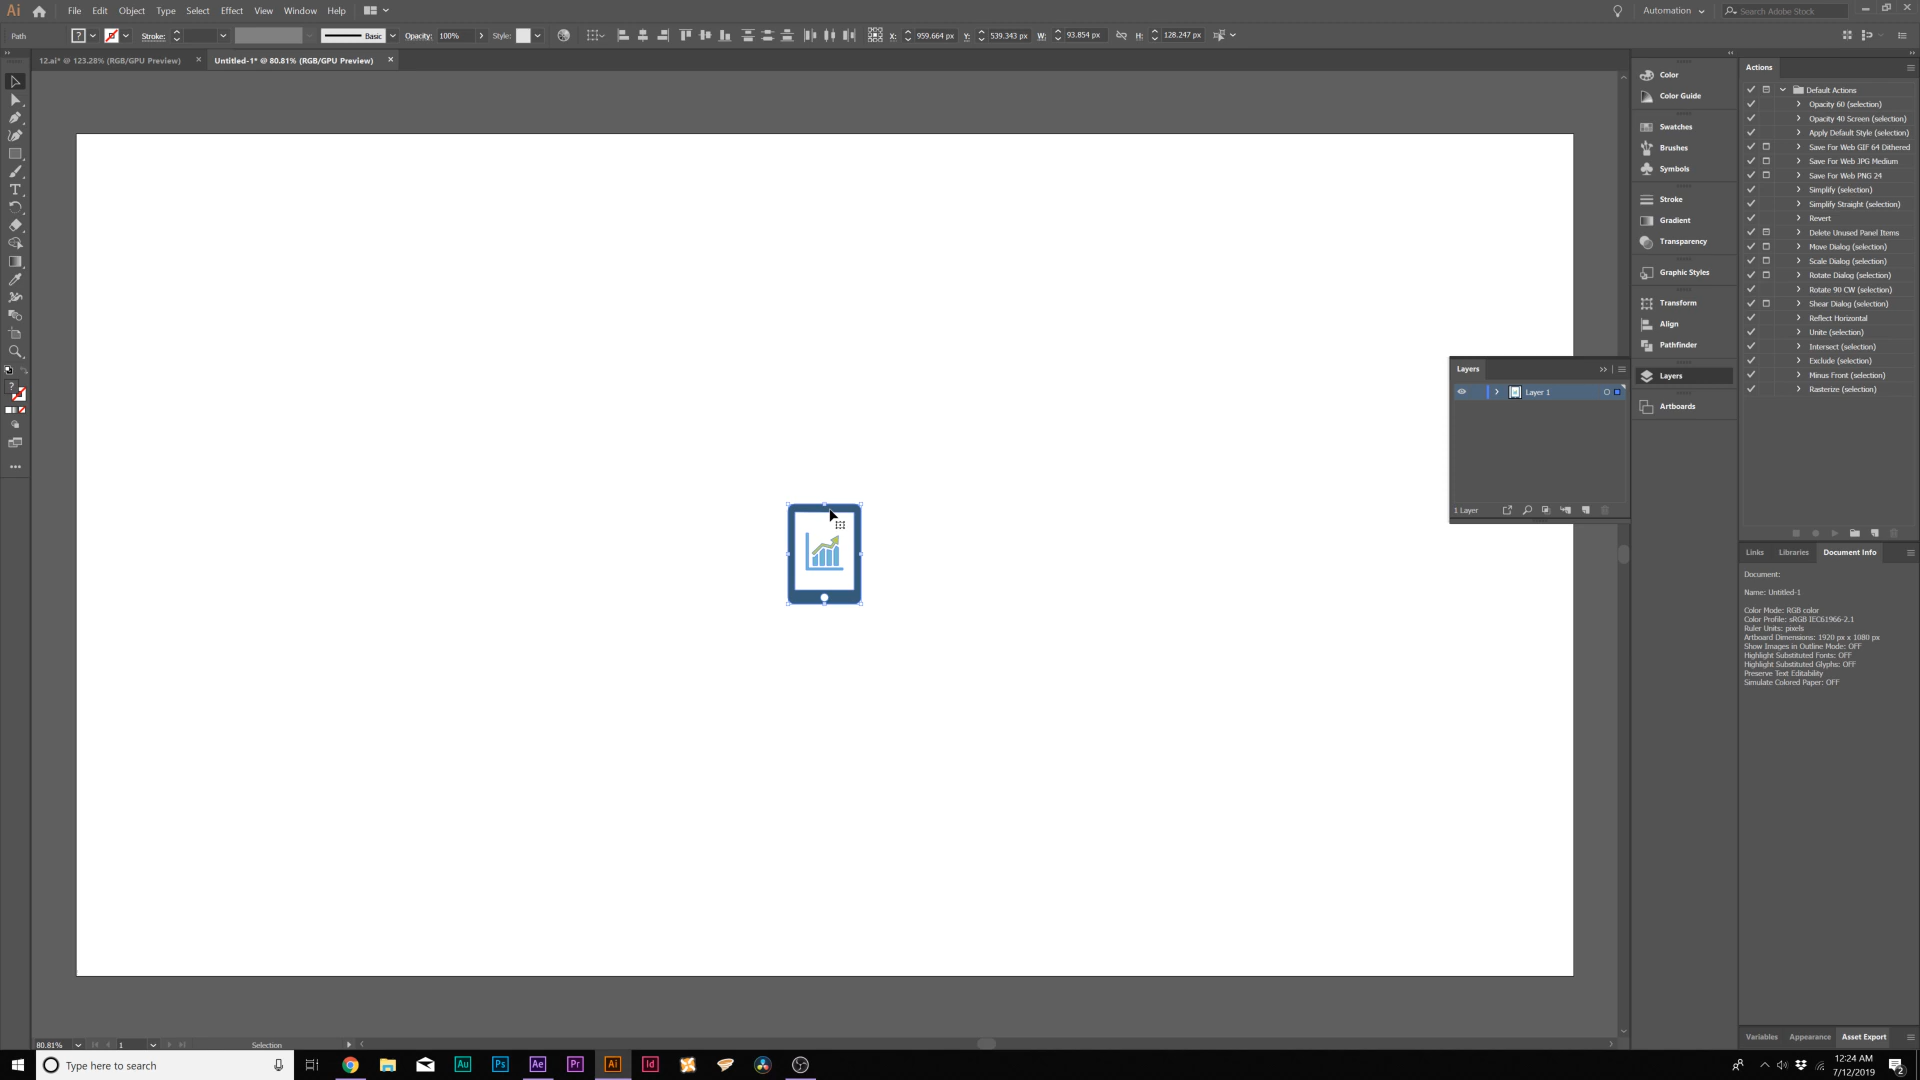 Ai File Edit Object Type Select Effect View Window Help Automation Search Adobe Stock
Path Stroke: Basic Opacity: 100% Style: X: 959.664 px Y: 539.343 px W: 93.854 px H: 128.247 px
12.ai* @ 123.28% (RGB/GPU Preview) Untitled-1* @ 80.81% (RGB/GPU Preview)
Color
Color Guide
Swatches
Brushes
Symbols
Stroke
Gradient
Transparency
Graphic Styles
Transform
Align
Pathfinder
Layers
Artboards
Layers
Layer 1
1 Layer
Actions
Default Actions
Opacity 60 (selection)
Opacity 40 Screen (selection)
Apply Default Style (selection)
Save For Web GIF 64 Dithered
Save For Web JPG Medium
Save For Web PNG 24
Simplify (selection)
Simplify Straight (selection)
Revert
Delete Unused Panel Items
Move Dialog (selection)
Scale Dialog (selection)
Rotate Dialog (selection)
Rotate 90 CW (selection)
Shear Dialog (selection)
Reflect Horizontal
Unite (selection)
Intersect (selection)
Exclude (selection)
Minus Front (selection)
Rasterize (selection)
Links Libraries Document Info
Document:
Name: Untitled-1
Color Mode: RGB color
Color Profile: sRGB IEC61966-2.1
Ruler Units: pixels
Artboard Dimensions: 1920 px x 1080 px
Show Images in Outline Mode: OFF
Highlight Substituted Fonts: OFF
Highlight Substituted Glyphs: OFF
Preserve Text Editability
Simulate Colored Paper: OFF
Variables Appearance Asset Export
80.81% 1 Selection
Type here to search Au Ps Ae Pr Ai Id
12:24 AM
7/12/2019
2